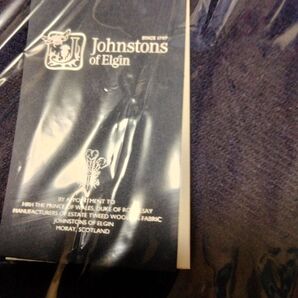 SINCE 1797
Johnstons
of Elgin
BY APPOINTMENT TO
HRH THE PRINCE OF WALES, DUKE OF ROTHESAY
MANUFACTURERS OF ESTATE TWEED WOOLLEN FABRIC
JOHNSTONS OF ELGIN
MORAY, SCOTLAND